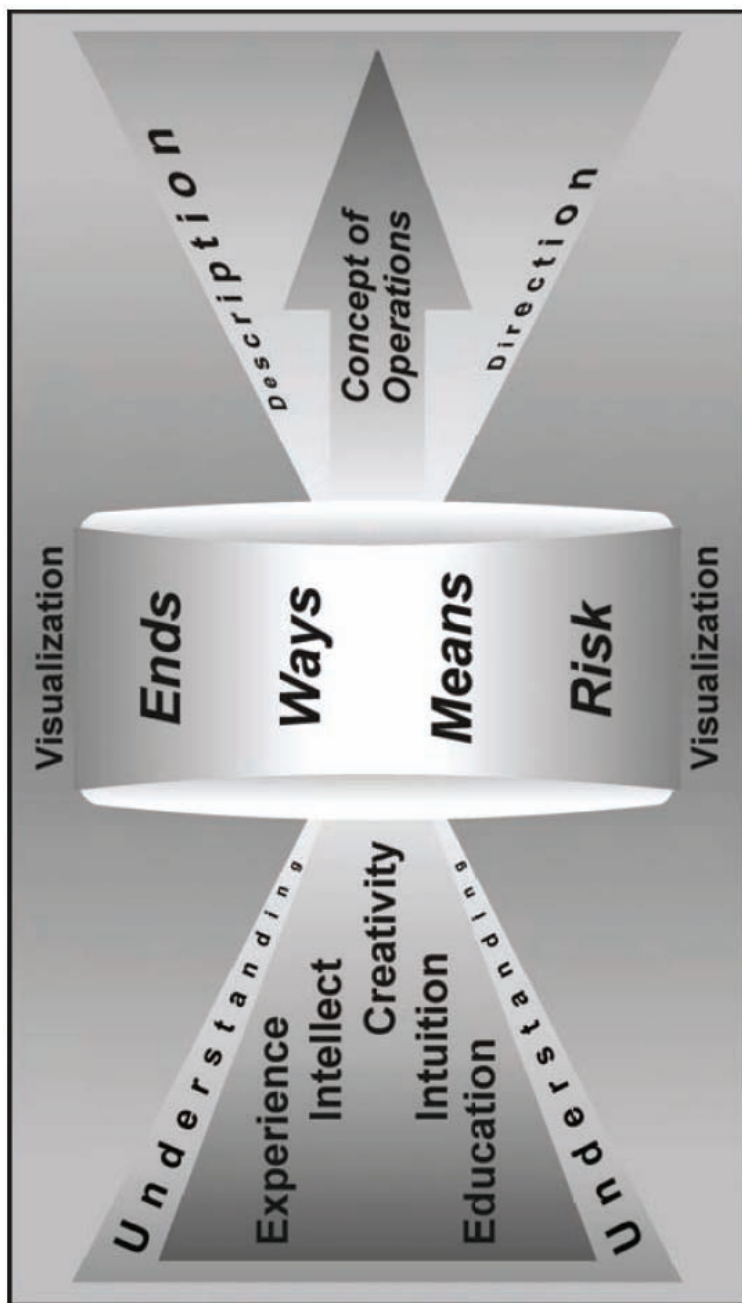 Understanding
Experience
Intellect
Creativity
Intuition
Education
Understanding
Visualization
Ends
Ways
Means
Risk
Visualization
Description
Concept of
Operations
Direction